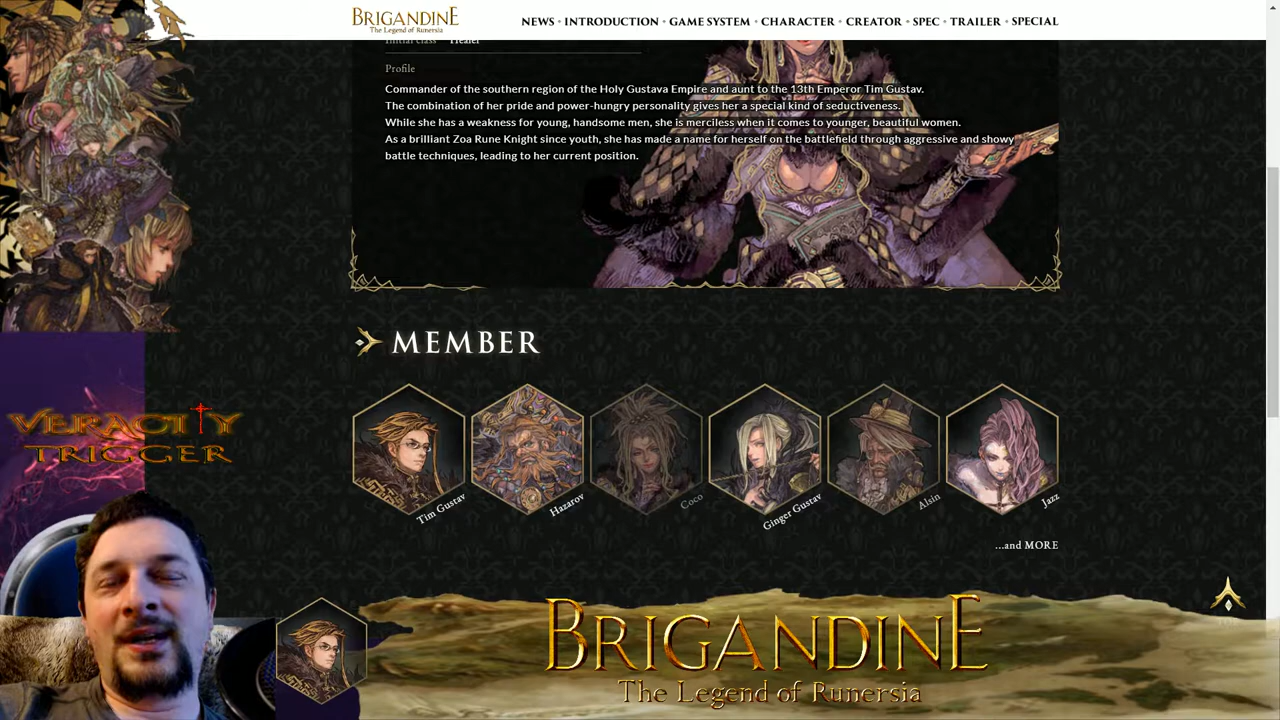 BRIGANDINE
The Legend of Runersia
NEWS • INTRODUCTION • GAME SYSTEM • CHARACTER • CREATOR • SPEC • TRAILER • SPECIAL
Initial class Healer
Profile
Commander of the southern region of the Holy Gustava Empire and aunt to the 13th Emperor Tim Gustav.
The combination of her pride and power-hungry personality gives her a special kind of seductiveness.
While she has a weakness for young, handsome men, she is merciless when it comes to younger, beautiful women.
As a brilliant Zoa Rune Knight since youth, she has made a name for herself on the battlefield through aggressive and showy
battle techniques, leading to her current position.
MEMBER
Tim Gustav
Hazarov
Coco
Ginger Gustav
Alsin
Jazz
...and MORE
VERACITY
TRIGGER
BRIGANDINE
The Legend of Runersia